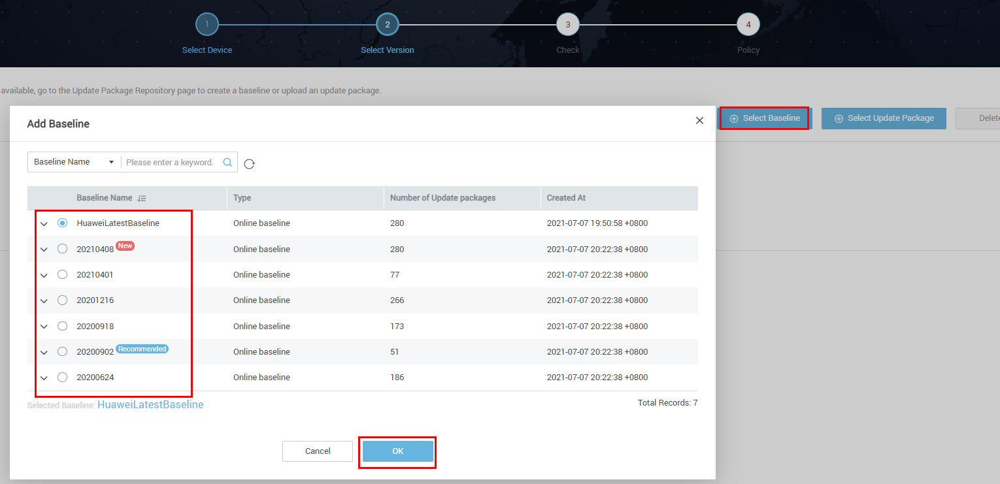 1 2 3 4
Select Device Select Version Check Policy
available, go to the Update Package Repository page to create a baseline or upload an update package.
Add Baseline
Select Baseline Select Update Package Delete
Baseline Name Please enter a keyword.
Baseline Name Type Number of Update packages Created At
HuaweiLatestBaseline Online baseline 280 2021-07-07 19:50:58 +0800
20210408 New Online baseline 280 2021-07-07 20:22:38 +0800
20210401 Online baseline 77 2021-07-07 20:22:38 +0800
20201216 Online baseline 266 2021-07-07 20:22:38 +0800
20200918 Online baseline 173 2021-07-07 20:22:38 +0800
20200902 Recommended Online baseline 51 2021-07-07 20:22:38 +0800
20200624 Online baseline 186 2021-07-07 20:22:38 +0800
Selected Baseline: HuaweiLatestBaseline Total Records: 7
Cancel OK